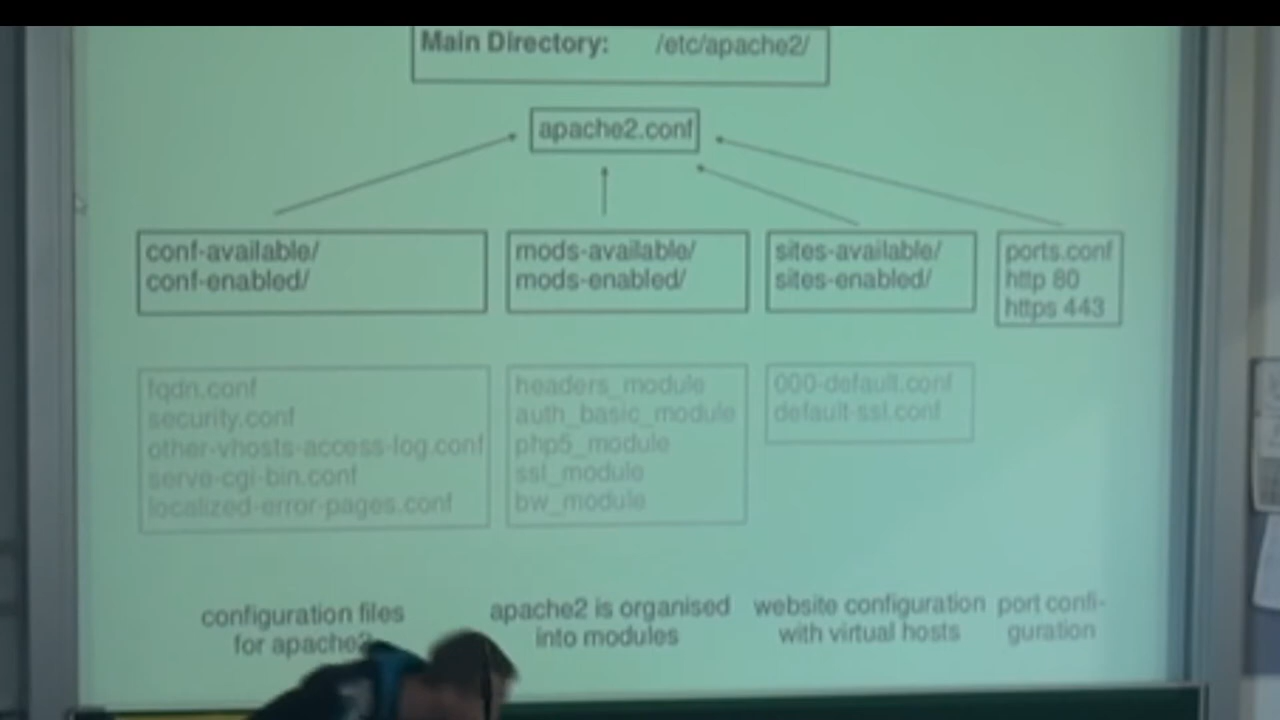 Main Directory: /etc/apache2/
apache2.conf
conf-available/
conf-enabled/
mods-available/
mods-enabled/
sites-available/
sites-enabled/
ports.conf
http 80
https 443
fqdn.conf
security.conf
other-vhosts-access-log.conf
serve-cgi-bin.conf
localized-error-pages.conf
headers_module
auth_basic_module
php5_module
ssl_module
bw_module
000-default.conf
default-ssl.conf
configuration files
for apache2
apache2 is organised
into modules
website configuration
with virtual hosts
port confi-
guration